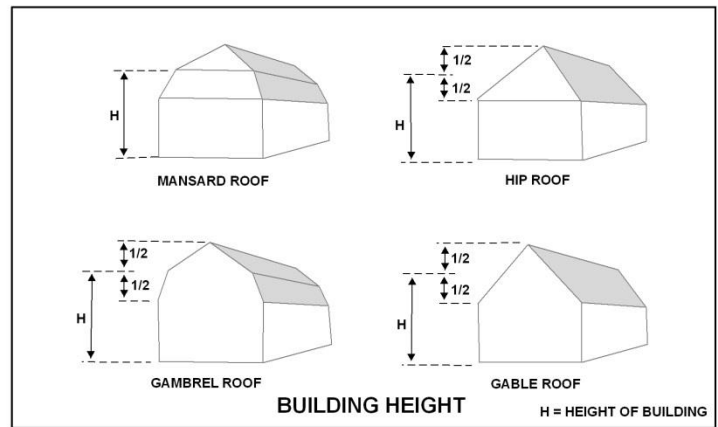 H
MANSARD ROOF
1/2
1/2
H
HIP ROOF
1/2
1/2
H
GAMBREL ROOF
1/2
1/2
H
GABLE ROOF
BUILDING HEIGHT
H = HEIGHT OF BUILDING